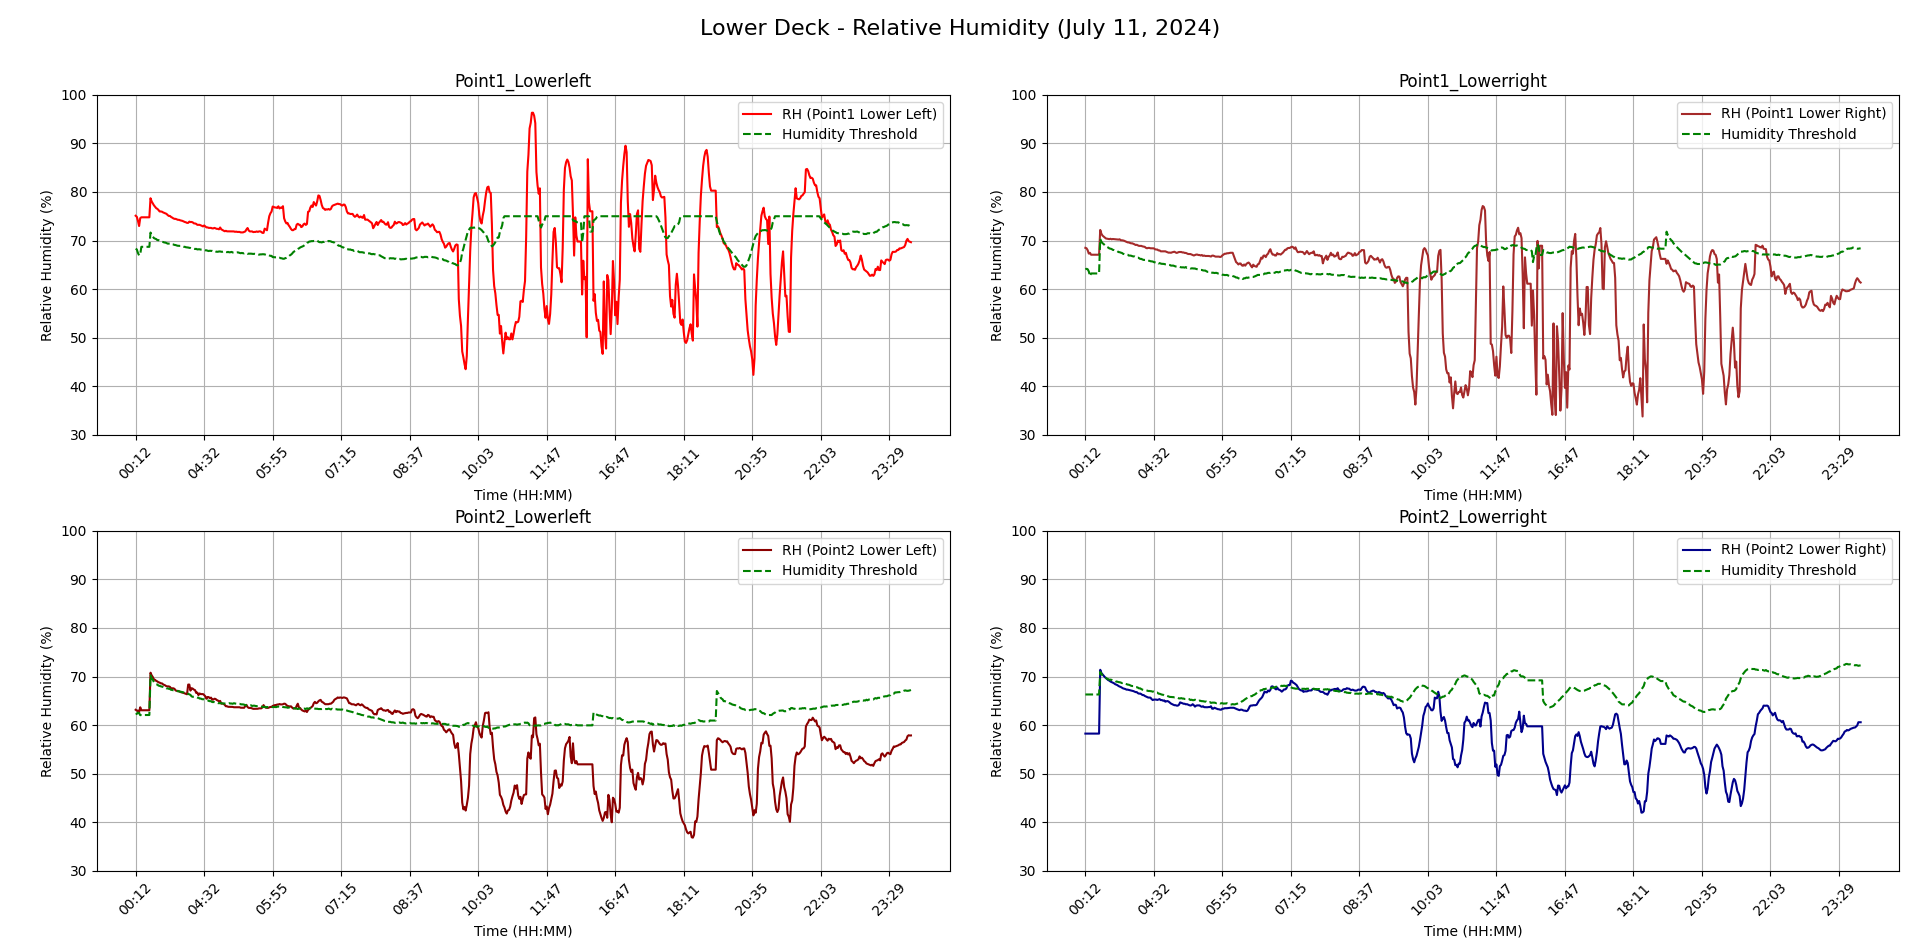 Lower Deck - Relative Humidity (July 11, 2024)
Point1_Lowerleft
Relative Humidity (%)
100
90
80
70
60
50
40
30
RH (Point1 Lower Left)
Humidity Threshold
00:12 04:32 05:55 07:15 08:37 10:03 11:47 16:47 18:11 20:35 22:03 23:29
Time (HH:MM)
Point1_Lowerright
Relative Humidity (%)
100
90
80
70
60
50
40
30
RH (Point1 Lower Right)
Humidity Threshold
00:12 04:32 05:55 07:15 08:37 10:03 11:47 16:47 18:11 20:35 22:03 23:29
Time (HH:MM)
Point2_Lowerleft
Relative Humidity (%)
100
90
80
70
60
50
40
30
RH (Point2 Lower Left)
Humidity Threshold
00:12 04:32 05:55 07:15 08:37 10:03 11:47 16:47 18:11 20:35 22:03 23:29
Time (HH:MM)
Point2_Lowerright
Relative Humidity (%)
100
90
80
70
60
50
40
30
RH (Point2 Lower Right)
Humidity Threshold
00:12 04:32 05:55 07:15 08:37 10:03 11:47 16:47 18:11 20:35 22:03 23:29
Time (HH:MM)